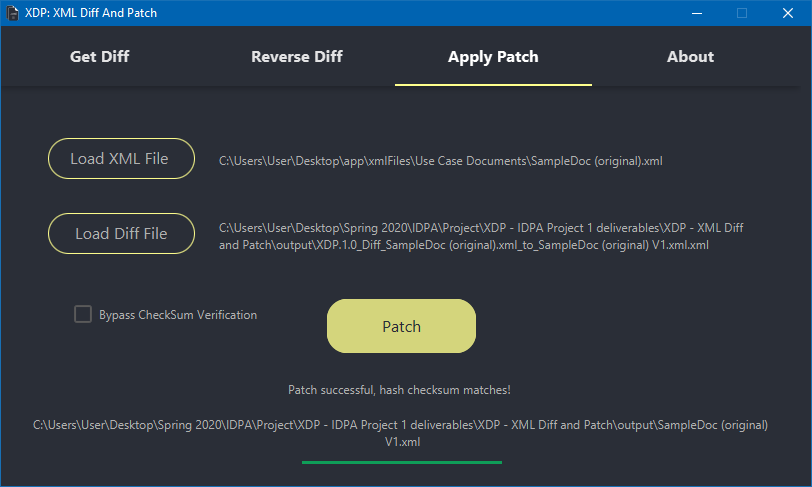 XDP: XML Diff And Patch
Get Diff
Reverse Diff
Apply Patch
About
Load XML File
C:\Users\User\Desktop\app\xmlFiles\Use Case Documents\SampleDoc (original).xml
Load Diff File
C:\Users\User\Desktop\Spring 2020\IDPA\Project\XDP - IDPA Project 1 deliverables\XDP - XML Diff
and Patch\output\XDP.1.0_Diff_SampleDoc (original).xml_to_SampleDoc (original) V1.xml.xml
Bypass CheckSum Verification
Patch
Patch successful, hash checksum matches!
C:\Users\User\Desktop\Spring 2020\IDPA\Project\XDP - IDPA Project 1 deliverables\XDP - XML Diff and Patch\output\SampleDoc (original)
V1.xml